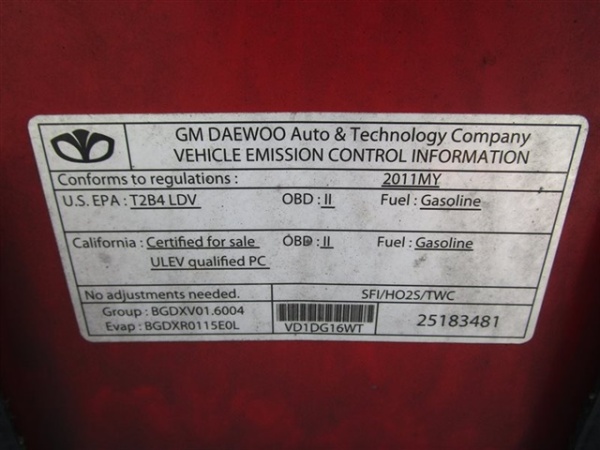 GM DAEWOO Auto & Technology Company
VEHICLE EMISSION CONTROL INFORMATION
Conforms to regulations : 2011MY
U.S. EPA : T2B4 LDV OBD : II Fuel : Gasoline
California : Certified for sale OBD : II Fuel : Gasoline
ULEV qualified PC
No adjustments needed. SFI/HO2S/TWC
Group : BGDXV01.6004
Evap : BGDXR0115E0L VD1DG16WT 25183481